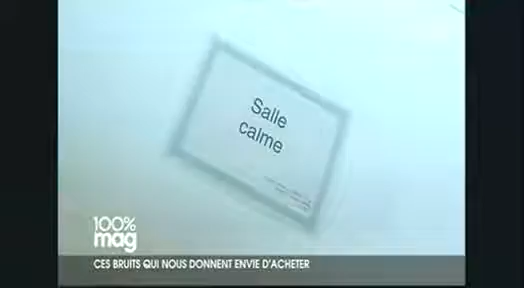 Salle
calme
100%
mag
CES BRUITS QUI NOUS DONNENT ENVIE D'ACHETER